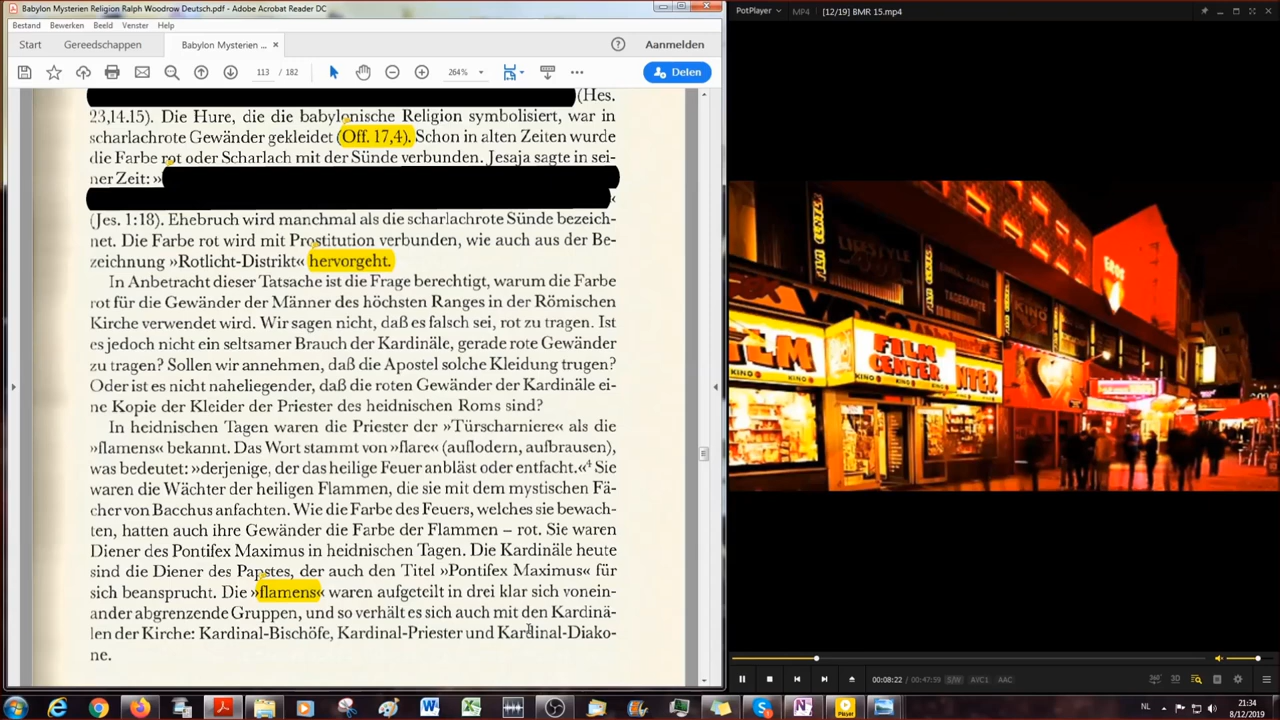 Babylon Mysterien Religion Ralph Woodrow Deutsch.pdf - Adobe Acrobat Reader DC
Bestand Bewerken Beeld Venster Help
Start Gereedschappen Babylon Mysterien ... × Aanmelden
113 / 182 264% Delen
(Hes.
23,14.15). Die Hure, die die babylonische Religion symbolisiert, war in
scharlachrote Gewänder gekleidet (Off. 17,4). Schon in alten Zeiten wurde
die Farbe rot oder Scharlach mit der Sünde verbunden. Jesaja sagte in sei-
ner Zeit: »
«
(Jes. 1:18). Ehebruch wird manchmal als die scharlachrote Sünde bezeich-
net. Die Farbe rot wird mit Prostitution verbunden, wie auch aus der Be-
zeichnung »Rotlicht-Distrikt« hervorgeht.
In Anbetracht dieser Tatsache ist die Frage berechtigt, warum die Farbe
rot für die Gewänder der Männer des höchsten Ranges in der Römischen
Kirche verwendet wird. Wir sagen nicht, daß es falsch sei, rot zu tragen. Ist
es jedoch nicht ein seltsamer Brauch der Kardinäle, gerade rote Gewänder
zu tragen? Sollen wir annehmen, daß die Apostel solche Kleidung trugen?
Oder ist es nicht naheliegender, daß die roten Gewänder der Kardinäle ei-
ne Kopie der Kleider der Priester des heidnischen Roms sind?
In heidnischen Tagen waren die Priester der »Türscharniere« als die
»flamens« bekannt. Das Wort stammt von »flare« (auflodern, aufbrausen),
was bedeutet: »derjenige, der das heilige Feuer anbläst oder entfacht.«⁴ Sie
waren die Wächter der heiligen Flammen, die sie mit dem mystischen Fä-
cher von Bacchus anfachten. Wie die Farbe des Feuers, welches sie bewach-
ten, hatten auch ihre Gewänder die Farbe der Flammen – rot. Sie waren
Diener des Pontifex Maximus in heidnischen Tagen. Die Kardinäle heute
sind die Diener des Papstes, der auch den Titel »Pontifex Maximus« für
sich beansprucht. Die »flamens« waren aufgeteilt in drei klar sich vonein-
ander abgrenzende Gruppen, und so verhält es sich auch mit den Kardinä-
len der Kirche: Kardinal-Bischöfe, Kardinal-Priester und Kardinal-Diako-
ne.
PotPlayer MP4 [12/19] BMR 15.mp4
LIFESTYLE
TAGESKARTE
KINO
EROS
FILM
CENTER
KINO
FILM
CENTER
KINO
00:08:22 / 00:47:59 S/W AVC1 AAC
360° 3D
NL 21:34
8/12/2019